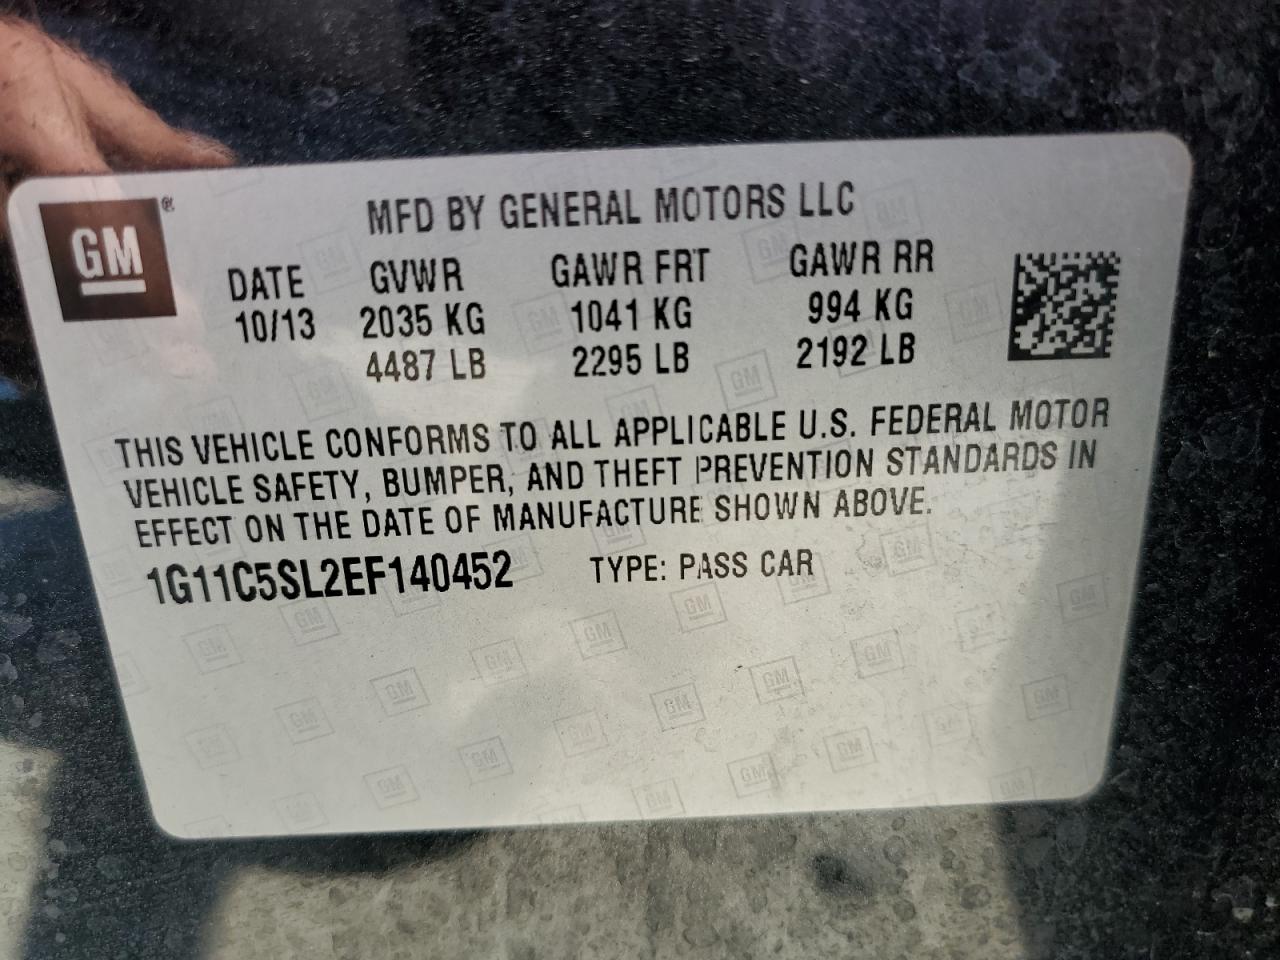 GM ®
MFD BY GENERAL MOTORS LLC
DATE GVWR GAWR FRT GAWR RR
10/13 2035 KG 1041 KG 994 KG
4487 LB 2295 LB 2192 LB
THIS VEHICLE CONFORMS TO ALL APPLICABLE U.S. FEDERAL MOTOR
VEHICLE SAFETY, BUMPER, AND THEFT PREVENTION STANDARDS IN
EFFECT ON THE DATE OF MANUFACTURE SHOWN ABOVE.
1G11C5SL2EF140452 TYPE: PASS CAR